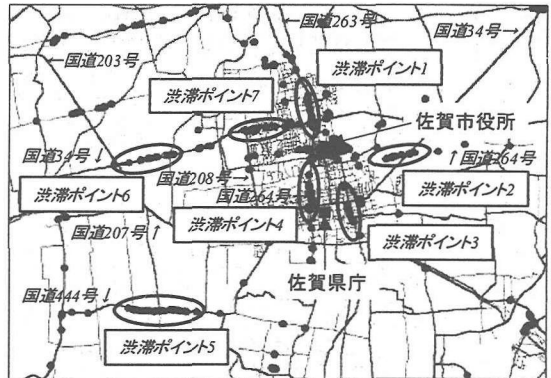 国道263号
国道34号→
国道203号
渋滞ポイント1
渋滞ポイント7
佐賀市役所
国道34号↓
↑国道264号
国道208号
渋滞ポイント2
渋滞ポイント6
国道264号
国道207号↑
渋滞ポイント4
渋滞ポイント3
佐賀県庁
国道444号↓
渋滞ポイント5